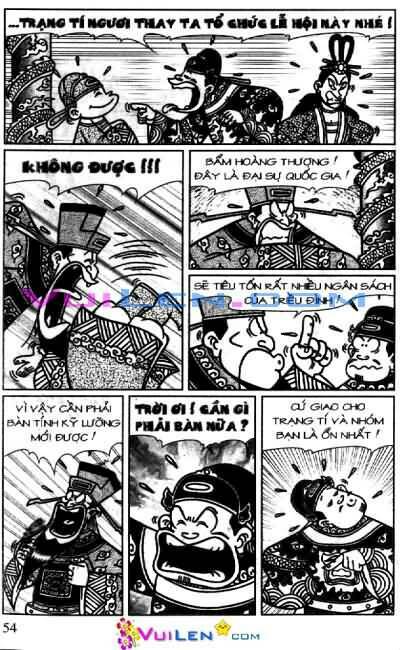 ...TRẠNG TÍ NGƯƠI THAY TA TỔ CHỨC LỄ HỘI NÀY NHÉ !
KHÔNG ĐƯỢC !!!
BẨM HOÀNG THƯỢNG !
ĐÂY LÀ ĐẠI SỰ QUỐC GIA !
SẼ TIÊU TỐN RẤT NHIỀU NGÂN SÁCH
CỦA TRIỀU ĐÌNH !
VUILEN.COM
VÌ VẬY CẦN PHẢI
BÀN TÍNH KỸ LƯỠNG
MỚI ĐƯỢC !
TRỜI ƠI ! CẦN GÌ
PHẢI BÀN NỮA ?
CỨ GIAO CHO
TRẠNG TÍ VÀ NHÓM
BẠN LÀ ỔN NHẤT !
54
VUILEN.COM